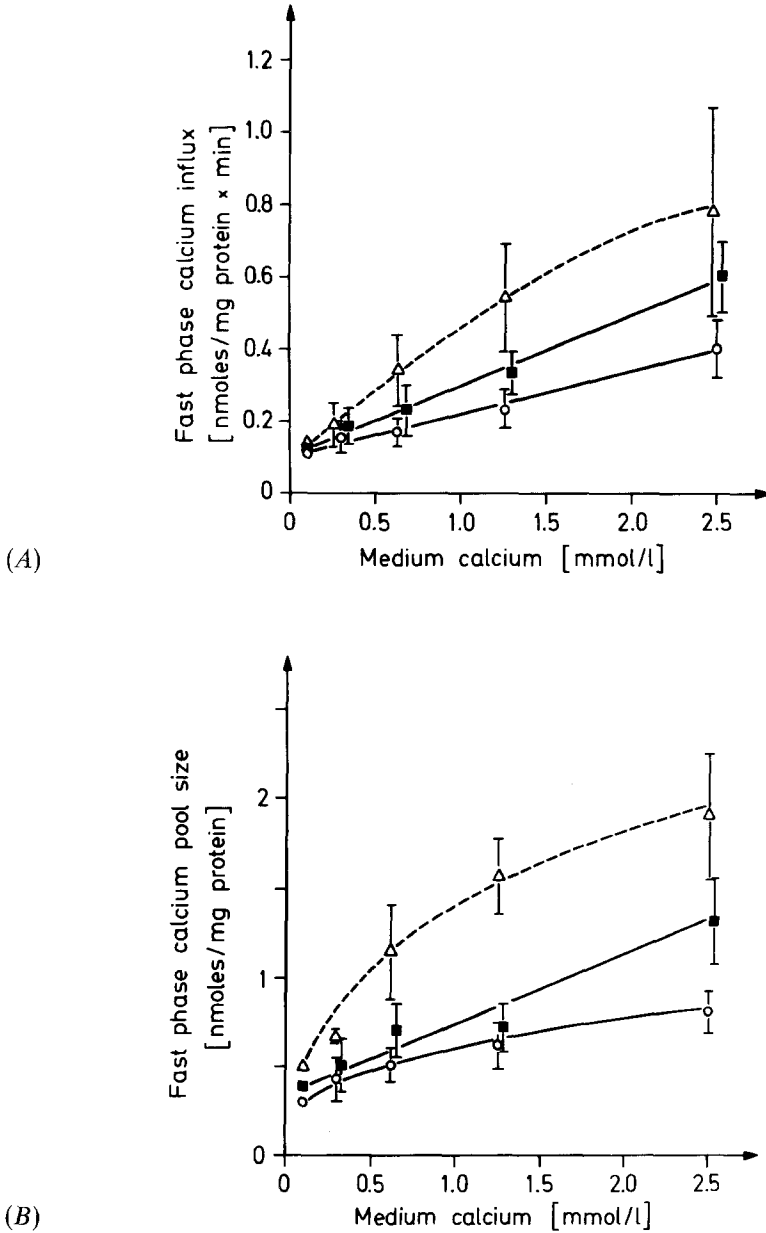 1.2
1.0
0.8
0.6
0.4
0.2
0
Fast phase calcium influx
[nmoles/mg protein × min]
0 0.5 1.0 1.5 2.0 2.5
Medium calcium [mmol/l]
(A)
2
1
0
Fast phase calcium pool size
[nmoles/mg protein]
0 0.5 1.0 1.5 2.0 2.5
Medium calcium [mmol/l]
(B)